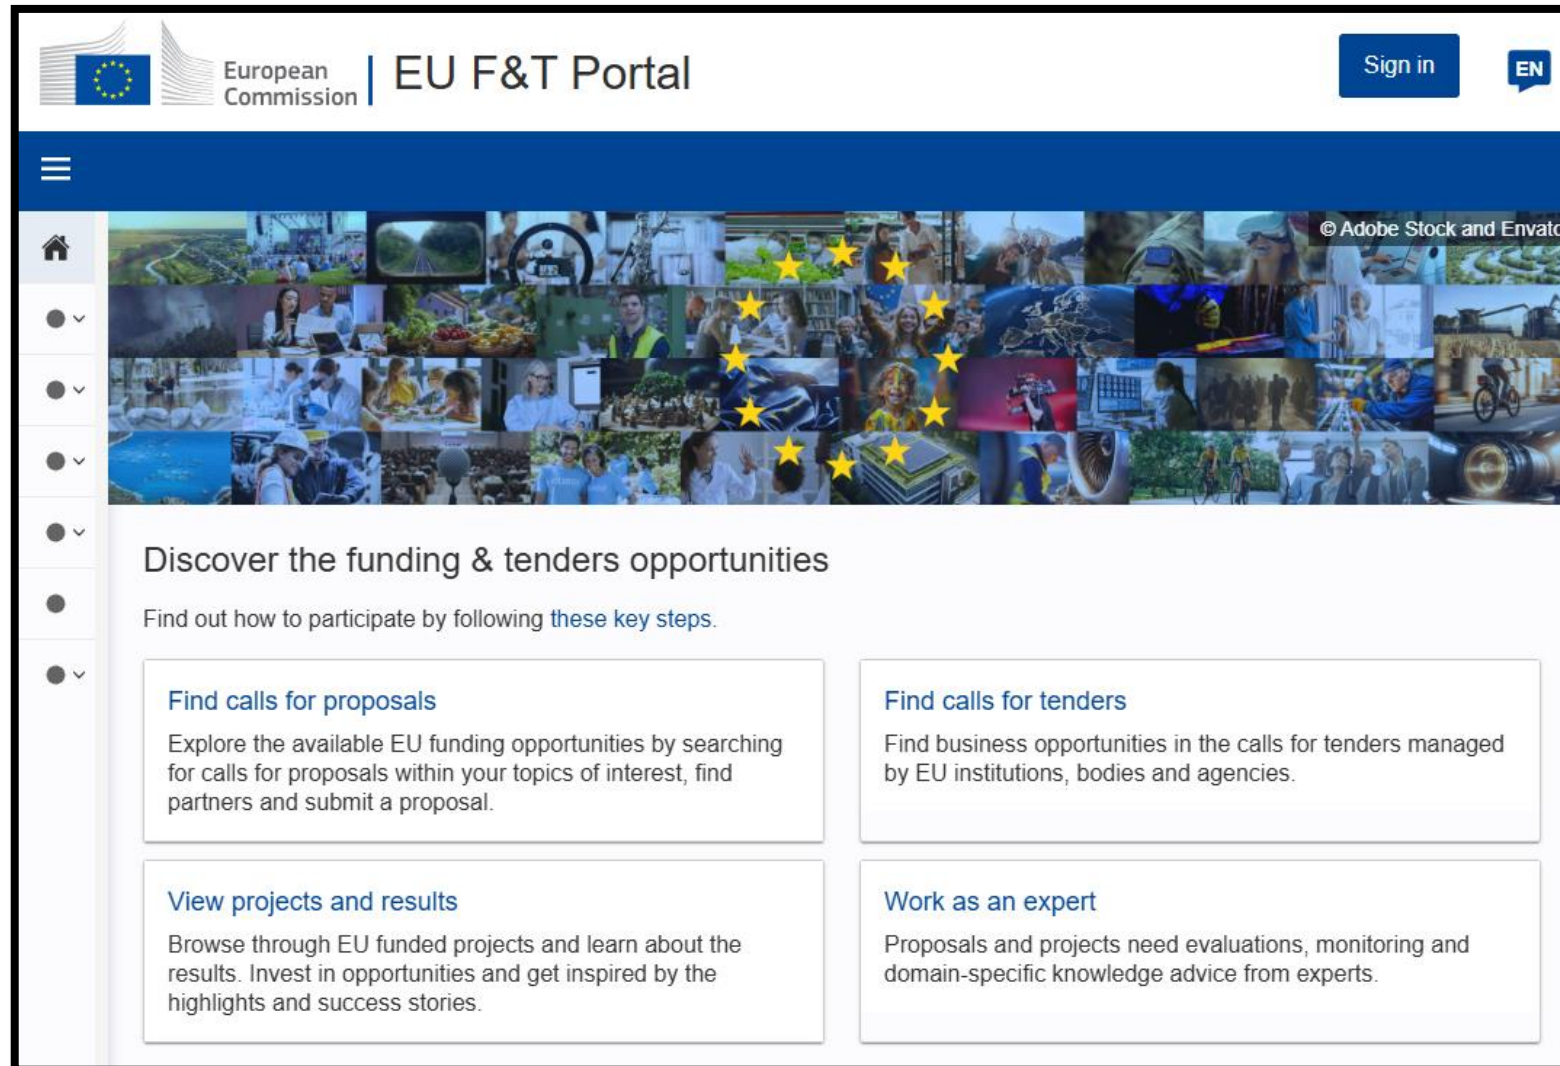 European
Commission
EU F&T Portal
Sign in
EN
© Adobe Stock and Envato
Discover the funding & tenders opportunities
Find out how to participate by following these key steps.
Find calls for proposals
Explore the available EU funding opportunities by searching
for calls for proposals within your topics of interest, find
partners and submit a proposal.
Find calls for tenders
Find business opportunities in the calls for tenders managed
by EU institutions, bodies and agencies.
View projects and results
Browse through EU funded projects and learn about the
results. Invest in opportunities and get inspired by the
highlights and success stories.
Work as an expert
Proposals and projects need evaluations, monitoring and
domain-specific knowledge advice from experts.